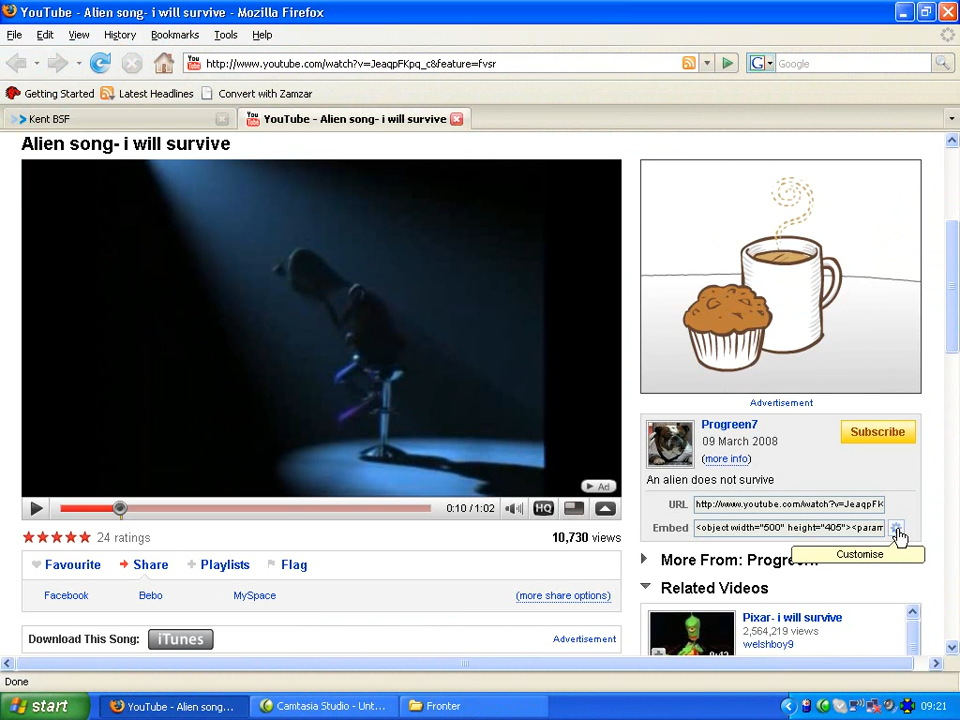 YouTube - Alien song- i will survive - Mozilla Firefox
File Edit View History Bookmarks Tools Help
You Tube http://www.youtube.com/watch?v=JeaqpFKpq_c&feature=fvsr G Google
Getting Started Latest Headlines Convert with Zamzar
Kent BSF You Tube YouTube - Alien song- i will survive
Alien song- i will survive
Ad
Advertisement
Progreen7
09 March 2008
(more info)
Subscribe
An alien does not survive
URL http://www.youtube.com/watch?v=JeaqpFK
Embed <object width="500" height="405"><param
Customise
0:10 / 1:02 HQ
24 ratings 10,730 views
Favourite Share Playlists Flag
Facebook Bebo MySpace (more share options)
Download This Song: iTunes Advertisement
More From: Progreen
Related Videos
Pixar- i will survive
2,564,219 views
welshboy9
Done
start YouTube - Alien song... Camtasia Studio - Unt... Fronter 09:21